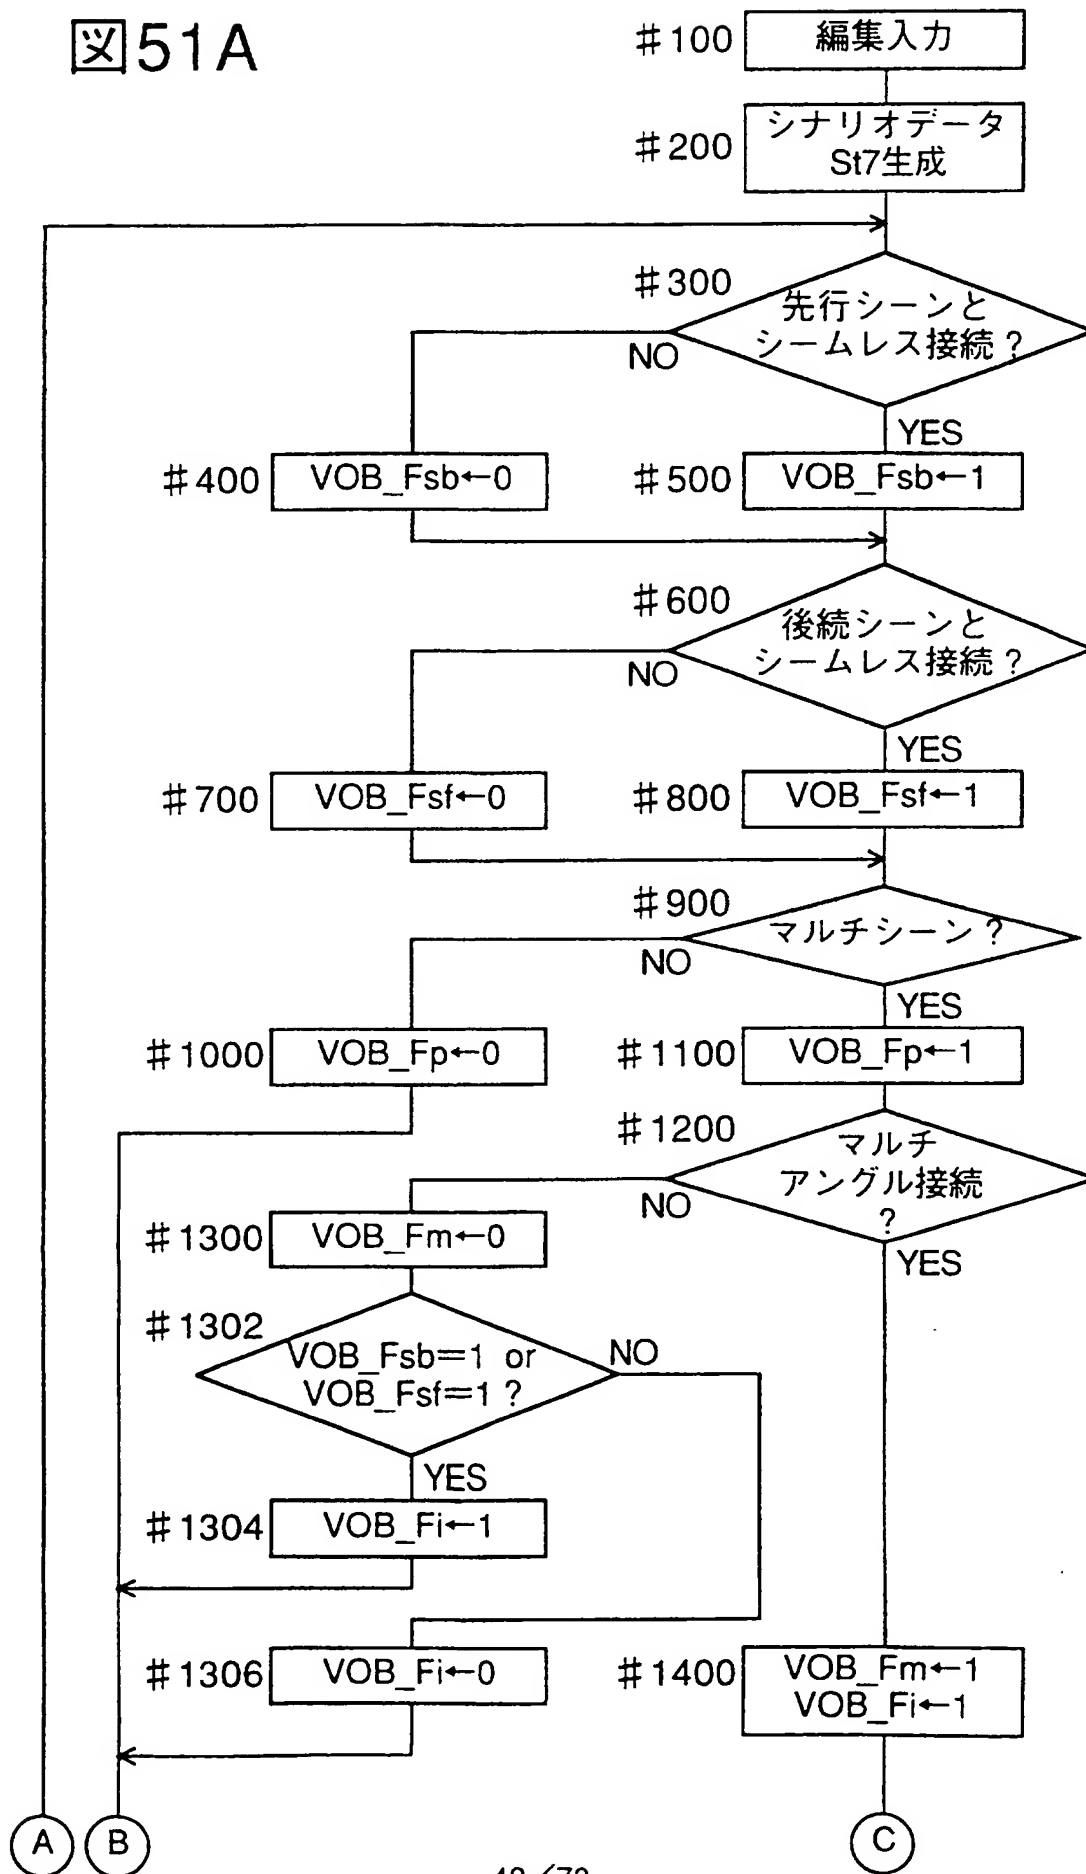 図51A
#100 編集入力
#200 シナリオデータ
St7生成
#300 先行シーンと
シームレス接続?
NO
YES
#400 VOB_Fsb←0
#500 VOB_Fsb←1
#600 後続シーンと
シームレス接続?
NO
YES
#700 VOB_Fsf←0
#800 VOB_Fsf←1
#900 マルチシーン?
NO
YES
#1000 VOB_Fp←0
#1100 VOB_Fp←1
#1200 マルチ
アングル接続
?
NO
YES
#1300 VOB_Fm←0
#1302 VOB_Fsb=1 or
VOB_Fsf=1 ?
NO
YES
#1304 VOB_Fi←1
#1306 VOB_Fi←0
#1400 VOB_Fm←1
VOB_Fi←1
A B C